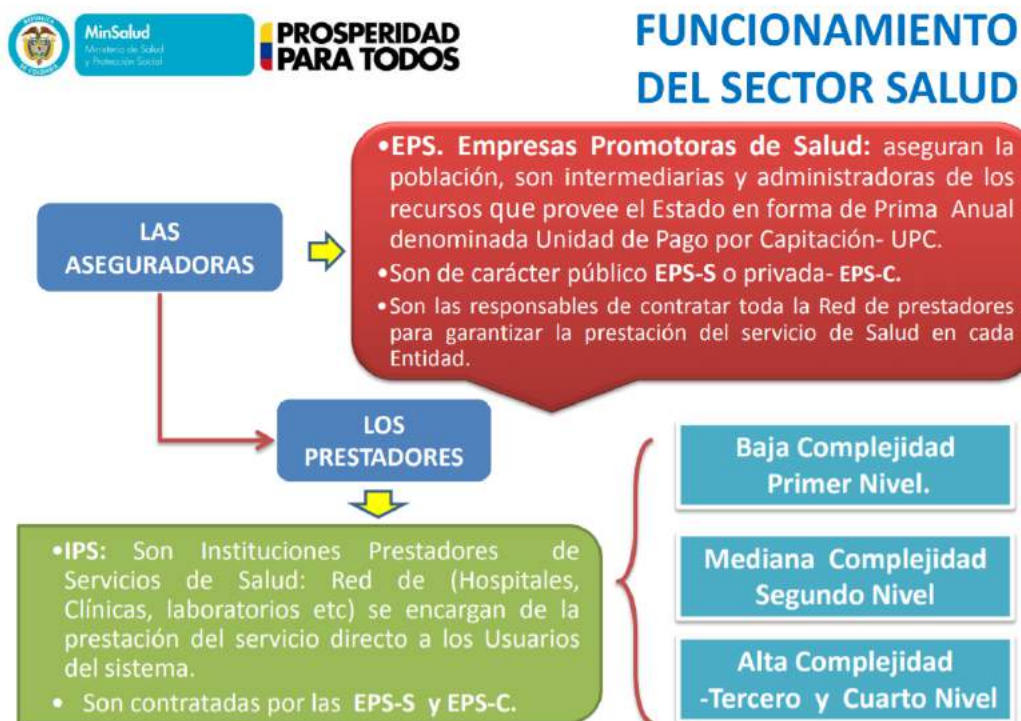 MinSalud
Ministerio de Salud
y Protección Social
PROSPERIDAD
PARA TODOS
FUNCIONAMIENTO
DEL SECTOR SALUD
LAS
ASEGURADORAS
•EPS. Empresas Promotoras de Salud: aseguran la
población, son intermediarias y administradoras de los
recursos que provee el Estado en forma de Prima Anual
denominada Unidad de Pago por Capitación- UPC.
•Son de carácter público EPS-S o privada- EPS-C.
•Son las responsables de contratar toda la Red de prestadores
para garantizar la prestación del servicio de Salud en cada
Entidad.
LOS
PRESTADORES
•IPS: Son Instituciones Prestadores de
Servicios de Salud: Red de (Hospitales,
Clínicas, laboratorios etc) se encargan de la
prestación del servicio directo a los Usuarios
del sistema.
• Son contratadas por las EPS-S y EPS-C.
Baja Complejidad
Primer Nivel.
Mediana Complejidad
Segundo Nivel
Alta Complejidad
-Tercero y Cuarto Nivel